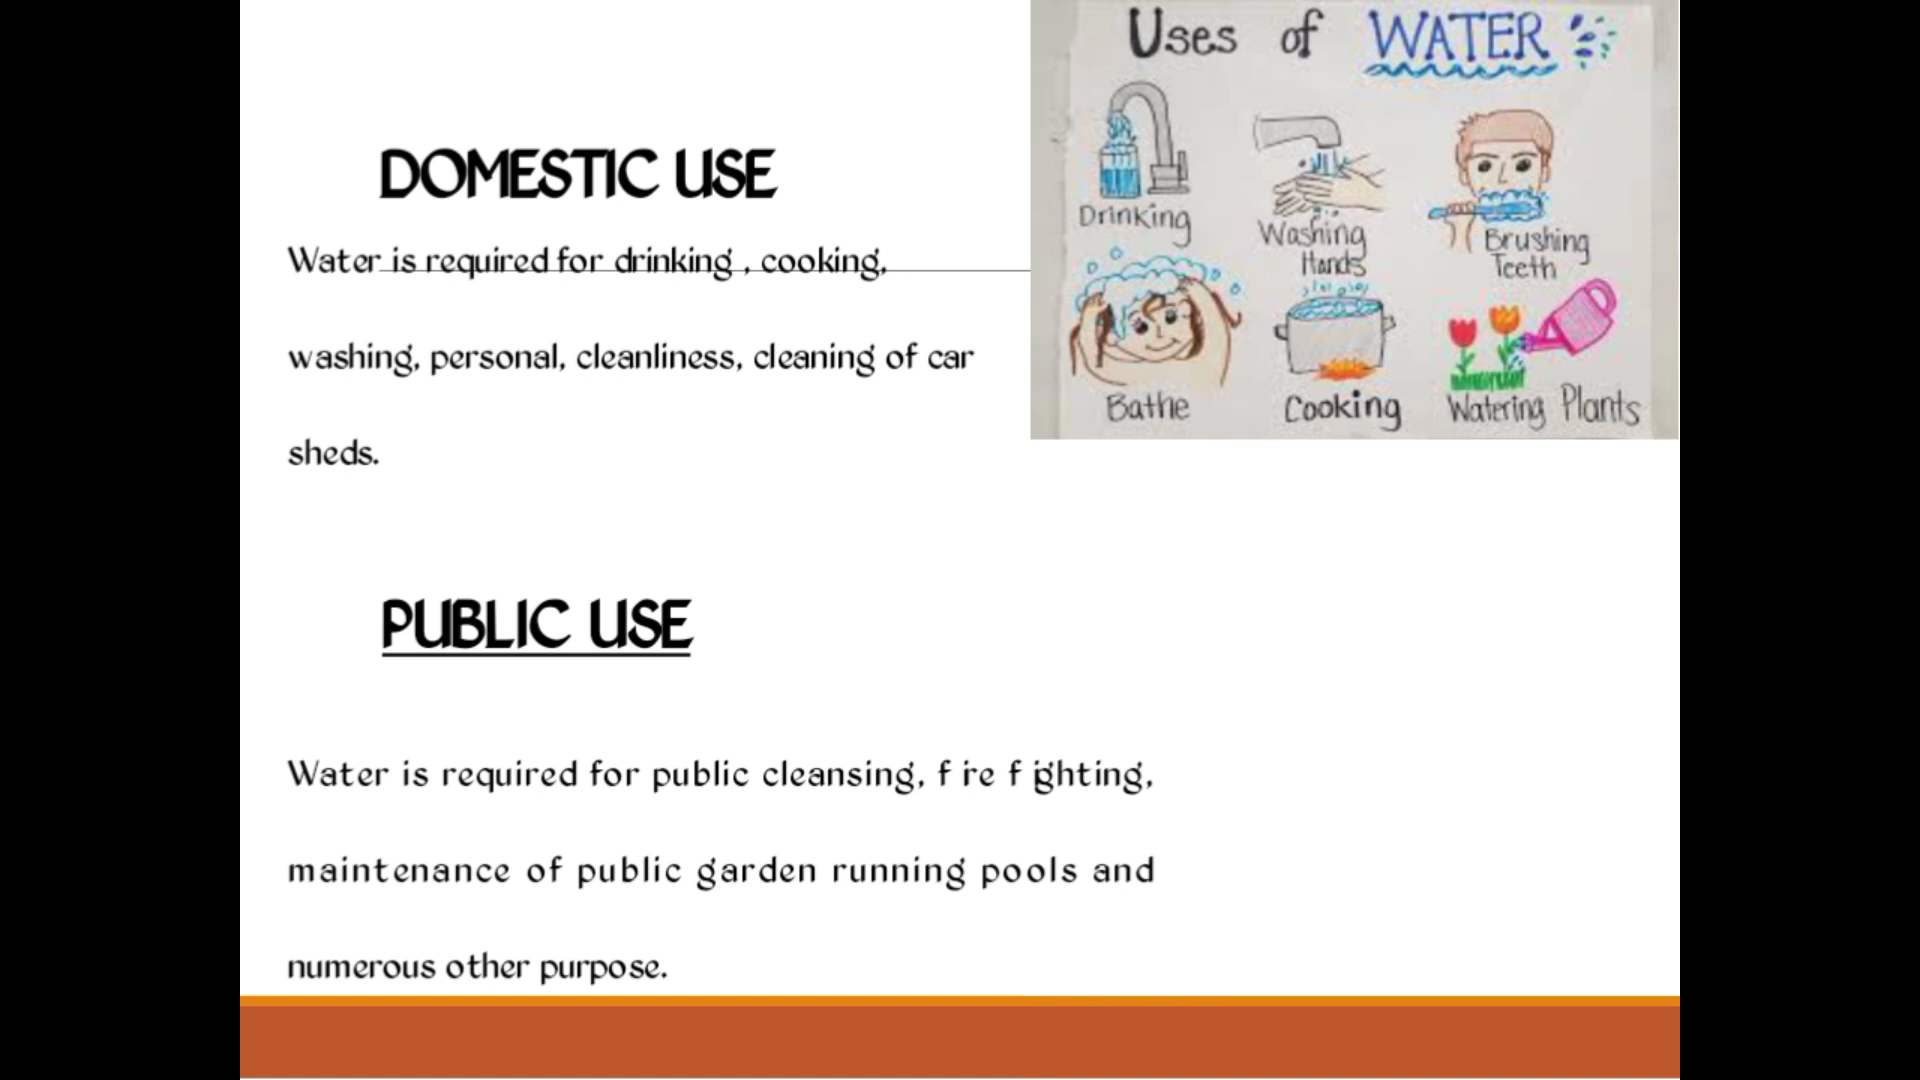 DOMESTIC USE
Water is required for drinking , cooking,
washing, personal, cleanliness, cleaning of car
sheds.
Uses of WATER
Drinking
Washing
Hands
Brushing
Teeth
Bathe
Cooking
Watering Plants
PUBLIC USE
Water is required for public cleansing, fire fighting,
maintenance of public garden running pools and
numerous other purpose.